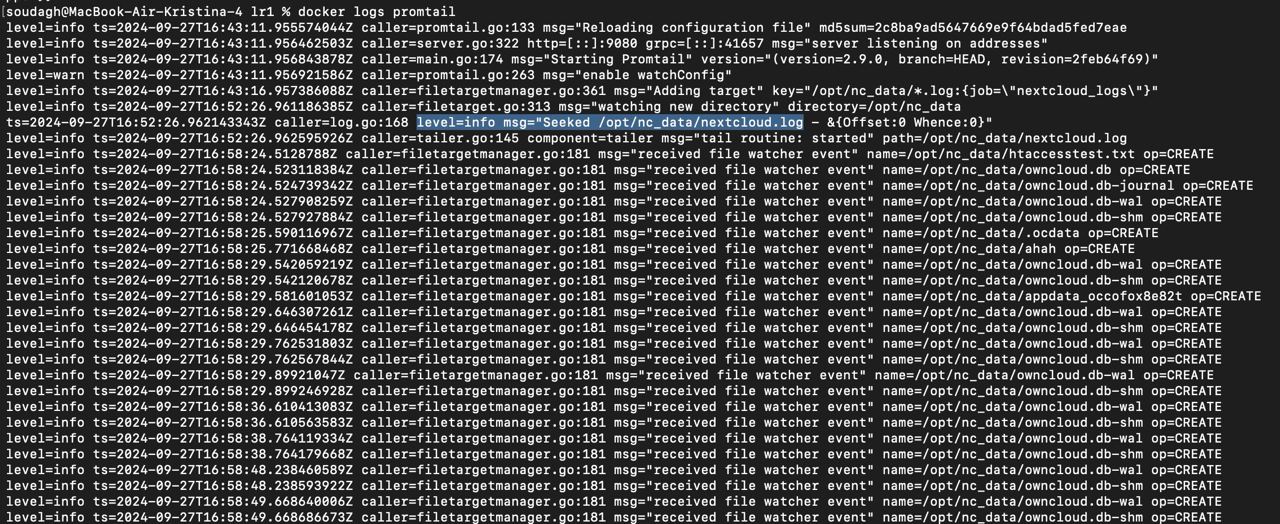 [soudagh@MacBook-Air-Kristina-4 lr1 % docker logs promtail
level=info ts=2024-09-27T16:43:11.955574044Z caller=promtail.go:133 msg="Reloading configuration file" md5sum=2c8ba9ad5647669e9f64bdad5fed7eae
level=info ts=2024-09-27T16:43:11.956462503Z caller=server.go:322 http=[::]:9080 grpc=[::]:41657 msg="server listening on addresses"
level=info ts=2024-09-27T16:43:11.956843878Z caller=main.go:174 msg="Starting Promtail" version="(version=2.9.0, branch=HEAD, revision=2feb64f69)"
level=warn ts=2024-09-27T16:43:11.956921586Z caller=promtail.go:263 msg="enable watchConfig"
level=info ts=2024-09-27T16:43:16.957386088Z caller=filetargetmanager.go:361 msg="Adding target" key="/opt/nc_data/*.log:{job=\"nextcloud_logs\"}"
level=info ts=2024-09-27T16:52:26.961186385Z caller=filetarget.go:313 msg="watching new directory" directory=/opt/nc_data
ts=2024-09-27T16:52:26.962143343Z caller=log.go:168 level=info msg="Seeked /opt/nc_data/nextcloud.log - &{Offset:0 Whence:0}"
level=info ts=2024-09-27T16:52:26.962595926Z caller=tailer.go:145 component=tailer msg="tail routine: started" path=/opt/nc_data/nextcloud.log
level=info ts=2024-09-27T16:58:24.5128788Z caller=filetargetmanager.go:181 msg="received file watcher event" name=/opt/nc_data/htaccesstest.txt op=CREATE
level=info ts=2024-09-27T16:58:24.523118384Z caller=filetargetmanager.go:181 msg="received file watcher event" name=/opt/nc_data/owncloud.db op=CREATE
level=info ts=2024-09-27T16:58:24.524739342Z caller=filetargetmanager.go:181 msg="received file watcher event" name=/opt/nc_data/owncloud.db-journal op=CREATE
level=info ts=2024-09-27T16:58:24.527908259Z caller=filetargetmanager.go:181 msg="received file watcher event" name=/opt/nc_data/owncloud.db-wal op=CREATE
level=info ts=2024-09-27T16:58:24.527927884Z caller=filetargetmanager.go:181 msg="received file watcher event" name=/opt/nc_data/owncloud.db-shm op=CREATE
level=info ts=2024-09-27T16:58:25.590116967Z caller=filetargetmanager.go:181 msg="received file watcher event" name=/opt/nc_data/.ocdata op=CREATE
level=info ts=2024-09-27T16:58:25.771668468Z caller=filetargetmanager.go:181 msg="received file watcher event" name=/opt/nc_data/ahah op=CREATE
level=info ts=2024-09-27T16:58:29.542059219Z caller=filetargetmanager.go:181 msg="received file watcher event" name=/opt/nc_data/owncloud.db-wal op=CREATE
level=info ts=2024-09-27T16:58:29.542120678Z caller=filetargetmanager.go:181 msg="received file watcher event" name=/opt/nc_data/owncloud.db-shm op=CREATE
level=info ts=2024-09-27T16:58:29.581601053Z caller=filetargetmanager.go:181 msg="received file watcher event" name=/opt/nc_data/appdata_occofox8e82t op=CREATE
level=info ts=2024-09-27T16:58:29.646307261Z caller=filetargetmanager.go:181 msg="received file watcher event" name=/opt/nc_data/owncloud.db-wal op=CREATE
level=info ts=2024-09-27T16:58:29.646454178Z caller=filetargetmanager.go:181 msg="received file watcher event" name=/opt/nc_data/owncloud.db-shm op=CREATE
level=info ts=2024-09-27T16:58:29.762531803Z caller=filetargetmanager.go:181 msg="received file watcher event" name=/opt/nc_data/owncloud.db-wal op=CREATE
level=info ts=2024-09-27T16:58:29.762567844Z caller=filetargetmanager.go:181 msg="received file watcher event" name=/opt/nc_data/owncloud.db-shm op=CREATE
level=info ts=2024-09-27T16:58:29.89921047Z caller=filetargetmanager.go:181 msg="received file watcher event" name=/opt/nc_data/owncloud.db-wal op=CREATE
level=info ts=2024-09-27T16:58:29.899246928Z caller=filetargetmanager.go:181 msg="received file watcher event" name=/opt/nc_data/owncloud.db-shm op=CREATE
level=info ts=2024-09-27T16:58:36.610413083Z caller=filetargetmanager.go:181 msg="received file watcher event" name=/opt/nc_data/owncloud.db-wal op=CREATE
level=info ts=2024-09-27T16:58:36.610563583Z caller=filetargetmanager.go:181 msg="received file watcher event" name=/opt/nc_data/owncloud.db-shm op=CREATE
level=info ts=2024-09-27T16:58:38.764119334Z caller=filetargetmanager.go:181 msg="received file watcher event" name=/opt/nc_data/owncloud.db-wal op=CREATE
level=info ts=2024-09-27T16:58:38.764179668Z caller=filetargetmanager.go:181 msg="received file watcher event" name=/opt/nc_data/owncloud.db-shm op=CREATE
level=info ts=2024-09-27T16:58:48.238460589Z caller=filetargetmanager.go:181 msg="received file watcher event" name=/opt/nc_data/owncloud.db-wal op=CREATE
level=info ts=2024-09-27T16:58:48.238593922Z caller=filetargetmanager.go:181 msg="received file watcher event" name=/opt/nc_data/owncloud.db-shm op=CREATE
level=info ts=2024-09-27T16:58:49.668640006Z caller=filetargetmanager.go:181 msg="received file watcher event" name=/opt/nc_data/owncloud.db-wal op=CREATE
level=info ts=2024-09-27T16:58:49.668686673Z caller=filetargetmanager.go:181 msg="received file watcher event" name=/opt/nc_data/owncloud.db-shm op=CREATE